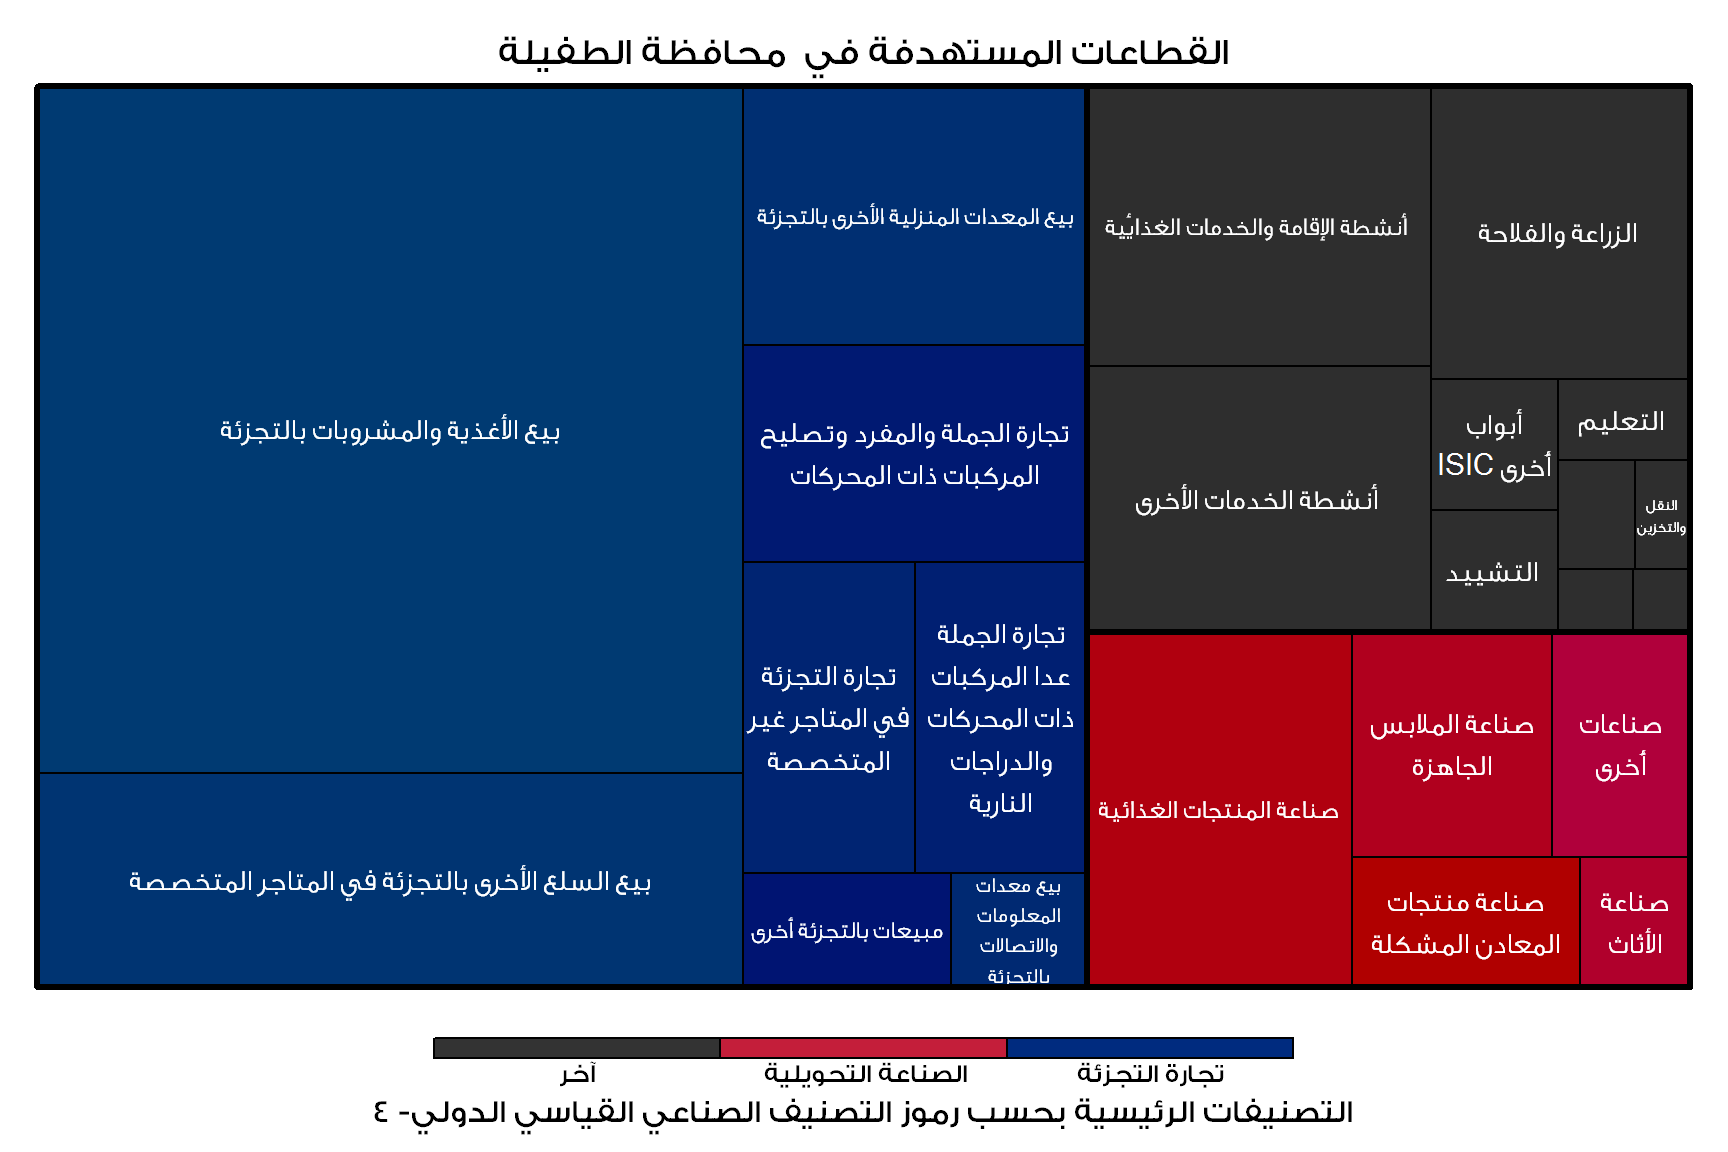 القطاعات المستهدفة في محافظة الطفيلة
بيع الأغذية والمشروبات بالتجزئة
بيع السلع الأخرى بالتجزئة في المتاجر المتخصصة
بيع المعدات المنزلية الأخرى بالتجزئة
تجارة الجملة والمفرد وتصليح
المركبات ذات المحركات
تجارة التجزئة
في المتاجر غير
المتخصصة
تجارة الجملة
عدا المركبات
ذات المحركات
والدراجات
النارية
مبيعات بالتجزئة أخرى
بيع معدات
المعلومات
والاتصالات
بالتجزئة
أنشطة الإقامة والخدمات الغذائية
الزراعة والفلاحة
أنشطة الخدمات الأخرى
أبواب
أخرى ISIC
التعليم
النقل
والتخزين
التشييد
صناعة المنتجات الغذائية
صناعة الملابس
الجاهزة
صناعات
أخرى
صناعة منتجات
المعادن المشكلة
صناعة
الأثاث
تجارة التجزئة
الصناعة التحويلية
آخر
التصنيفات الرئيسية بحسب رموز التصنيف الصناعي القياسي الدولي- ٤